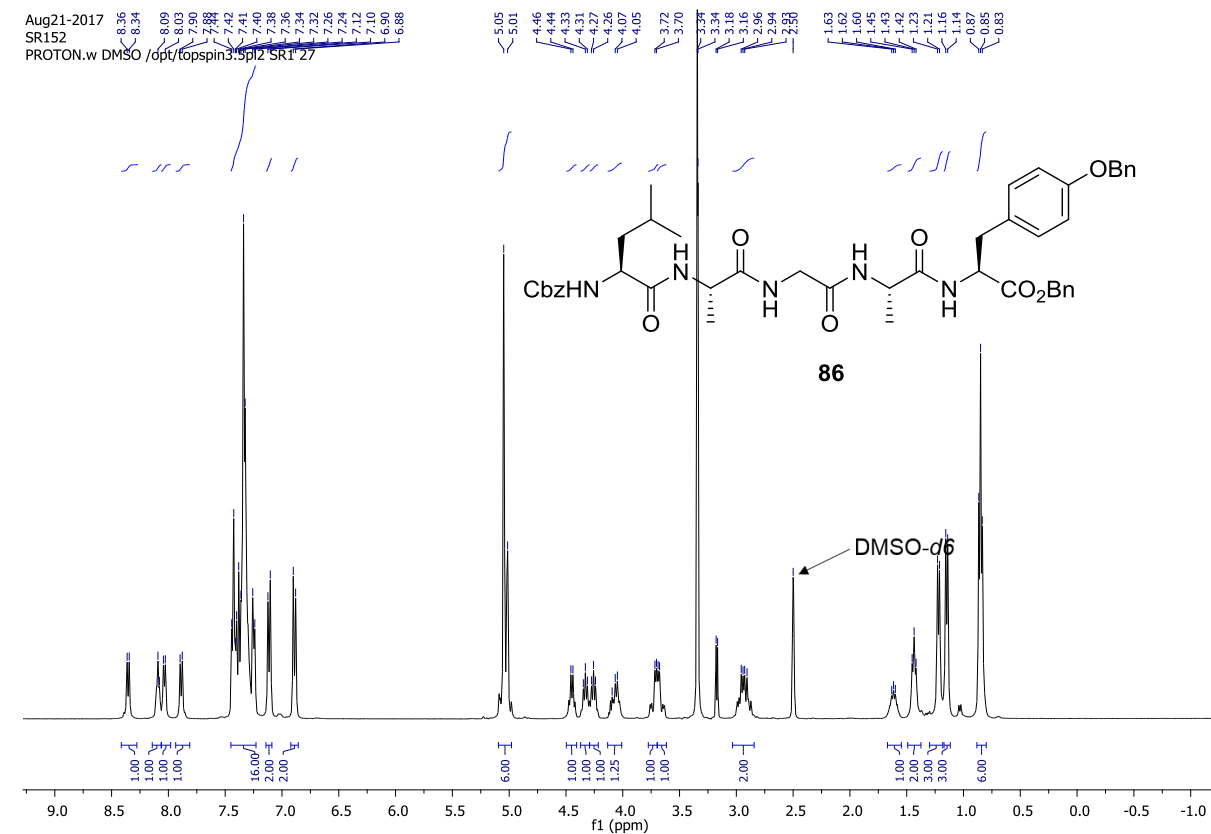 Aug21-2017
SR152
PROTON.w DMSO /opt/topspin3.5pl2 SR1 27
8.36 8.34 8.09 8.03 7.90 7.88 7.44 7.42 7.41 7.40 7.38 7.36 7.34 7.32 7.26 7.24 7.12 7.10 6.90 6.88 5.05 5.01 4.46 4.44 4.33 4.31 4.27 4.26 4.07 4.05 3.72 3.70 3.34 3.34 3.18 3.16 2.96 2.94 2.93 2.50 1.63 1.62 1.60 1.45 1.43 1.42 1.23 1.21 1.16 1.14 0.87 0.85 0.83
OBn
O
H
N
H
N
O
CbzHN
O
N
H
O
N
H
CO2Bn
86
DMSO-d6
1.00 1.00 1.00 1.00 16.00 2.00 2.00 6.00 1.00 1.00 1.00 1.25 1.00 1.00 2.00 1.00 2.00 3.00 3.00 6.00
9.0 8.5 8.0 7.5 7.0 6.5 6.0 5.5 5.0 4.5 4.0 3.5 3.0 2.5 2.0 1.5 1.0 0.5 0.0 -0.5 -1.0
f1 (ppm)